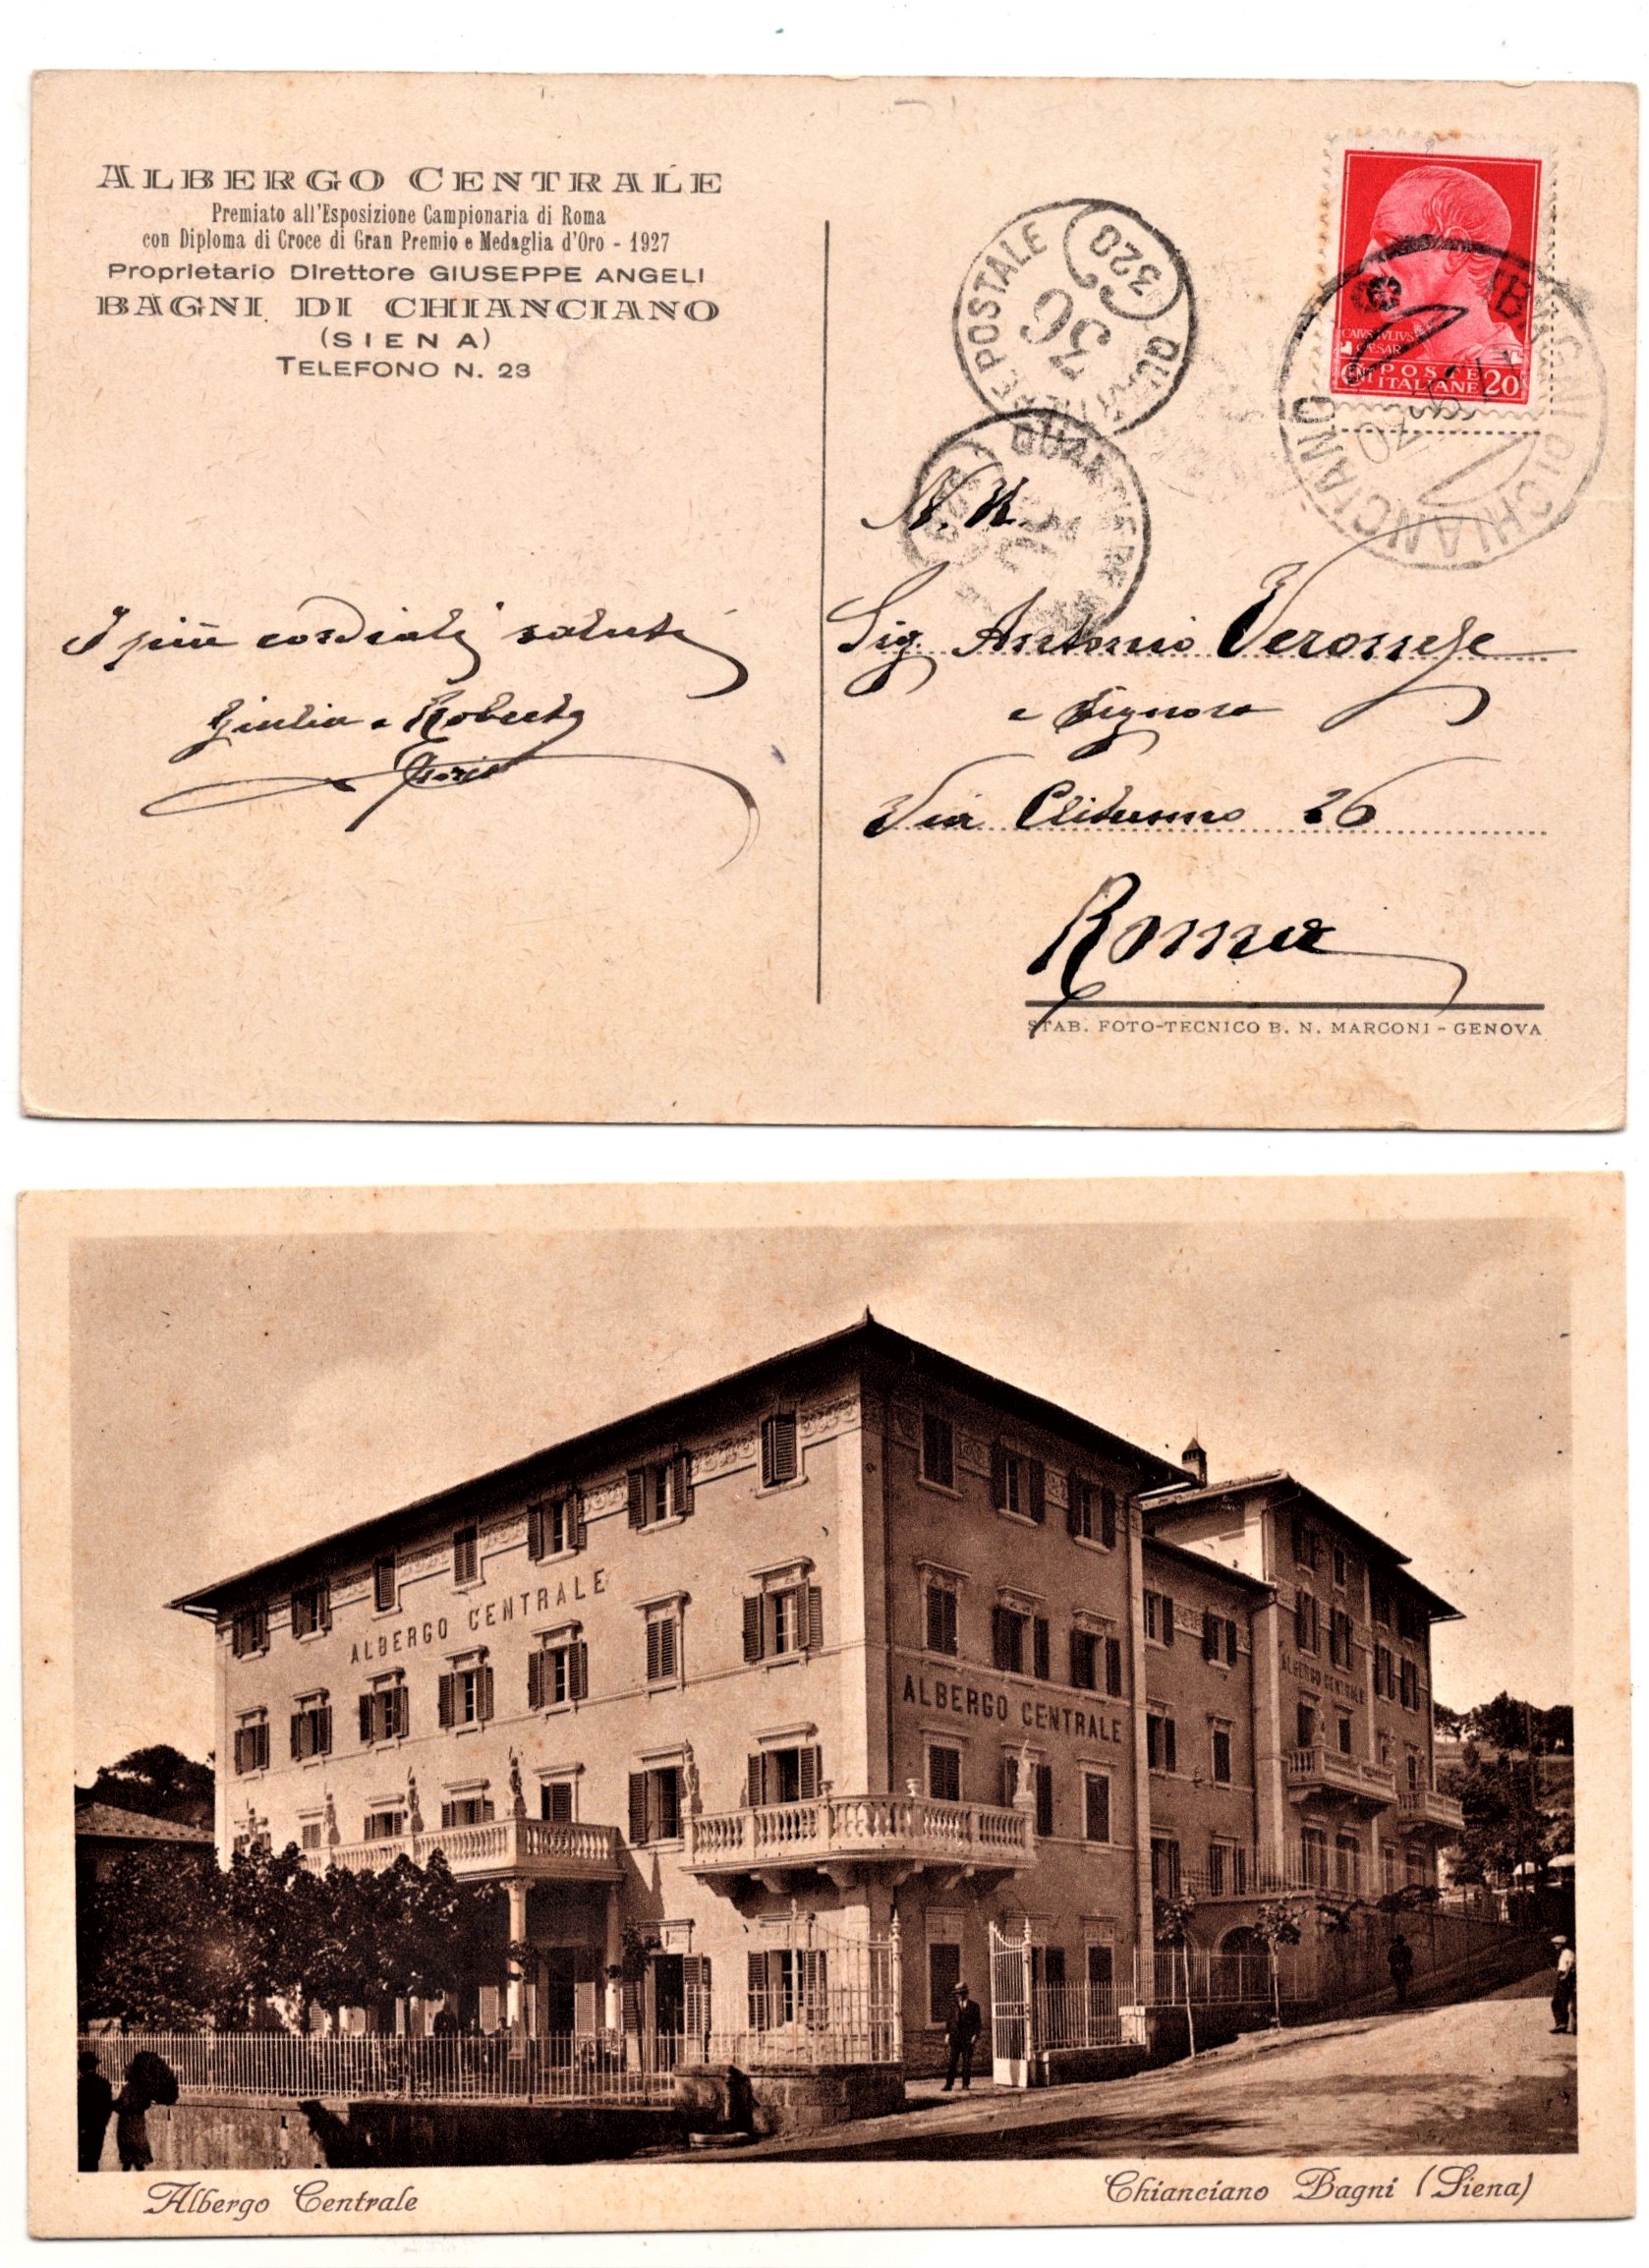 ALBERGO CENTRALE
Premiato all'Esposizione Campionaria di Roma
con Diploma di Croce di Gran Premio e Medaglia d'Oro - 1927
Proprietario Direttore GIUSEPPE ANGELI
BAGNI DI CHIANCIANO
(SIENA)
TELEFONO N. 23
I più cordiali saluti
Giulia e Roberto
QUARTIERE POSTALE
320
30
QUARTIERE
CAIVS IVLIVS
CAESAR
POSTE
ITALIANE
CENT 20
BAGNI DI CHIANCIANO
CHIANCIANO
N. H.
Sig. Antonio Veronese
e Signora
Via Clitunno 26
Roma
STAB. FOTO-TECNICO B. N. MARCONI - GENOVA
ALBERGO CENTRALE
ALBERGO CENTRALE
ALBERGO CENTRALE
Albergo Centrale
Chianciano Bagni (Siena)